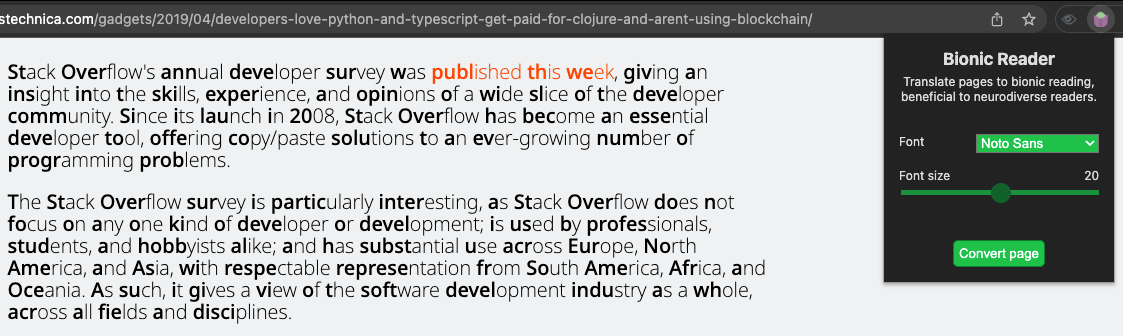 stechnica.com/gadgets/2019/04/developers-love-python-and-typescript-get-paid-for-clojure-and-arent-using-blockchain/
Stack Overflow's annual developer survey was published this week, giving an
insight into the skills, experience, and opinions of a wide slice of the developer
community. Since its launch in 2008, Stack Overflow has become an essential
developer tool, offering copy/paste solutions to an ever-growing number of
programming problems.
The Stack Overflow survey is particularly interesting, as Stack Overflow does not
focus on any one kind of developer or development; is used by professionals,
students, and hobbyists alike; and has substantial use across Europe, North
America, and Asia, with respectable representation from South America, Africa, and
Oceania. As such, it gives a view of the software development industry as a whole,
across all fields and disciplines.
Bionic Reader
Translate pages to bionic reading,
beneficial to neurodiverse readers.
Font Noto Sans
Font size 20
Convert page